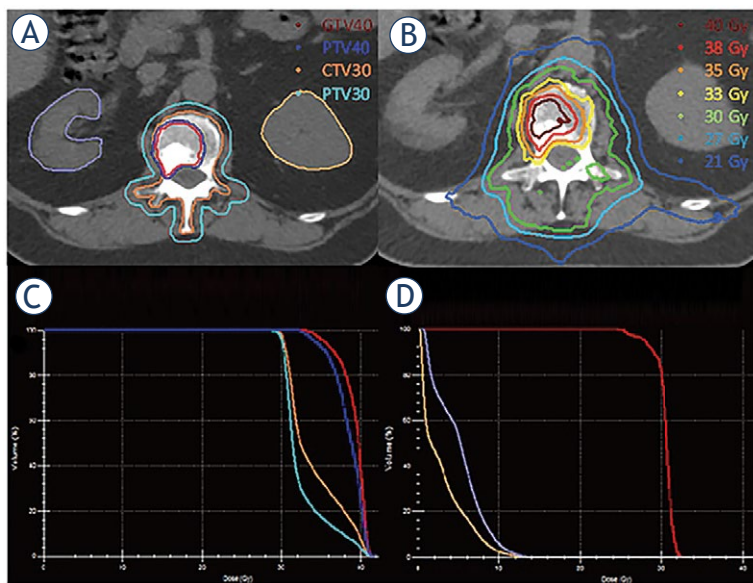 A
GTV40
PTV40
CTV30
PTV30
B
40 Gy
38 Gy
35 Gy
33 Gy
30 Gy
27 Gy
21 Gy
C
100
80
60
40
20
0
Volume (%)
0 10 20 30 40
Dose (Gy)
D
100
80
60
40
20
0
Volume (%)
0 10 20 30 40
Dose (Gy)